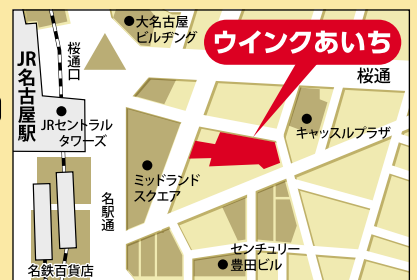 大名古屋
ビルヂング
ウインクあいち
桜通口
桜通
JR名古屋駅
JRセントラル
タワーズ
キャッスルプラザ
ミッドランド
スクエア
名駅通
センチュリー
豊田ビル
名鉄百貨店